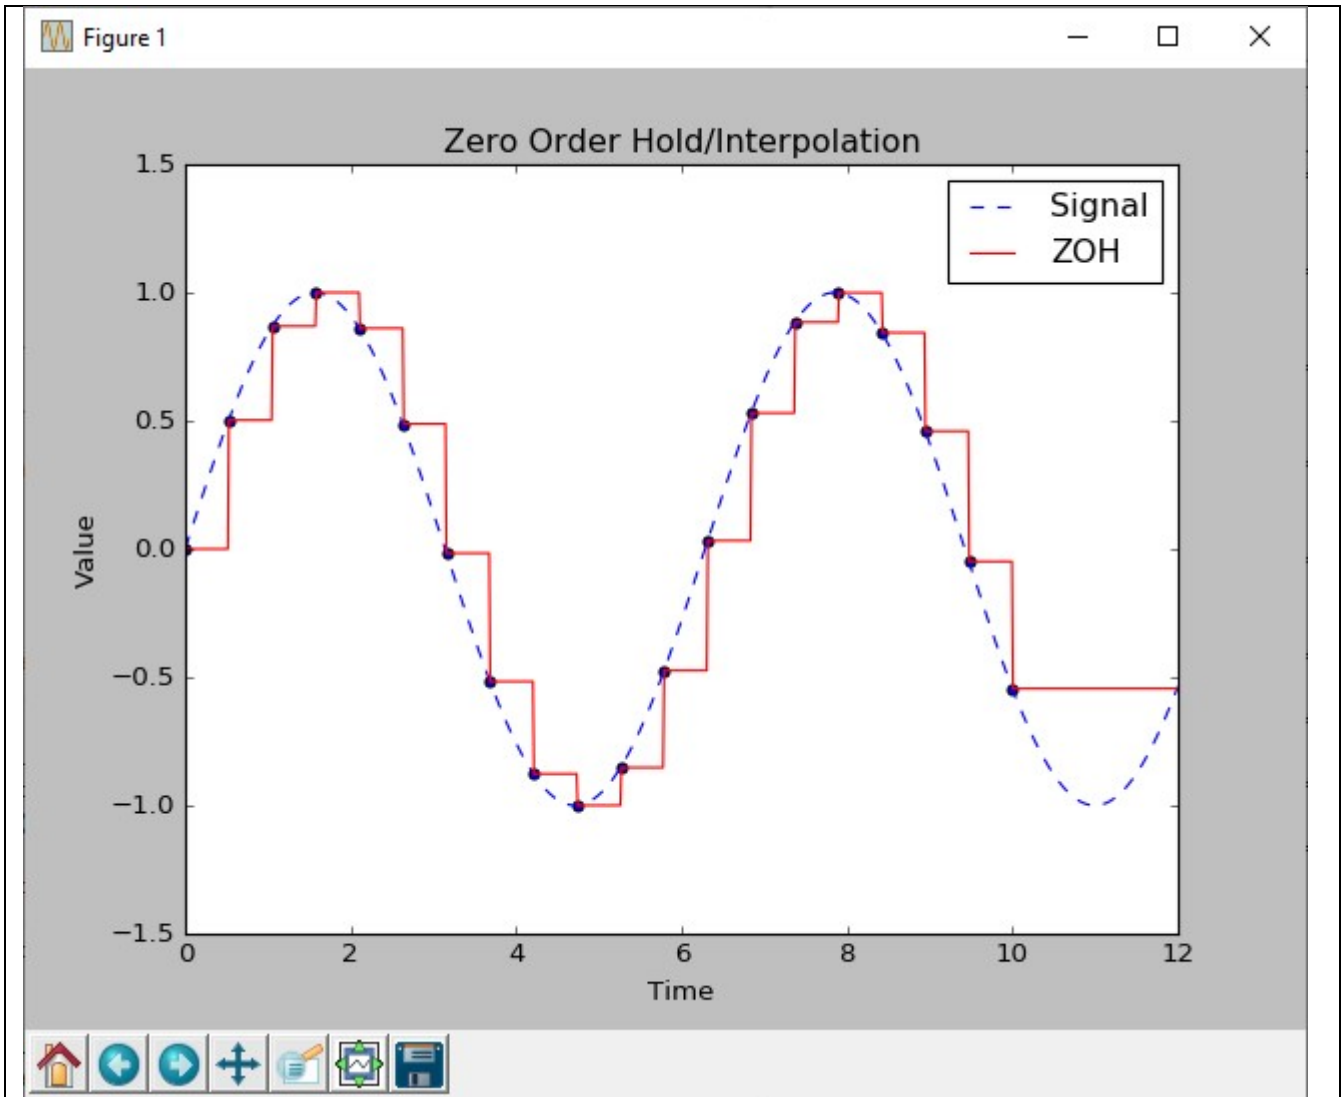 Figure 1
Zero Order Hold/Interpolation
1.5
Signal
ZOH
1.0
0.5
0.0
Value
−0.5
−1.0
−1.5
0 2 4 6 8 10 12
Time